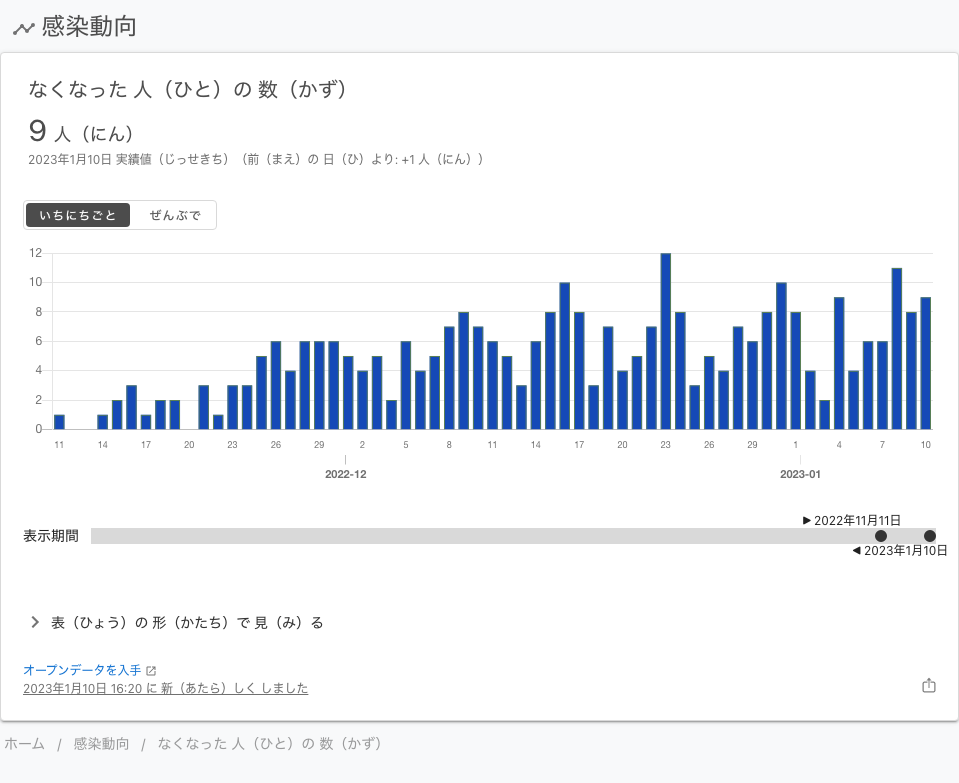 感染動向
なくなった 人（ひと）の 数（かず）
9 人（にん）
2023年1月10日 実績値（じっせきち）（前（まえ）の 日（ひ）より: +1 人（にん））
いちにちごと ぜんぶで
12
10
8
6
4
2
0
11 14 17 20 23 26 29 2 5 8 11 14 17 20 23 26 29 1 4 7 10
2022-12 2023-01
▶ 2022年11月11日
表示期間
◀ 2023年1月10日
表（ひょう）の 形（かたち）で 見（み）る
オープンデータを入手
2023年1月10日 16:20 に 新（あたら）しく しました
ホーム / 感染動向 / なくなった 人（ひと）の 数（かず）